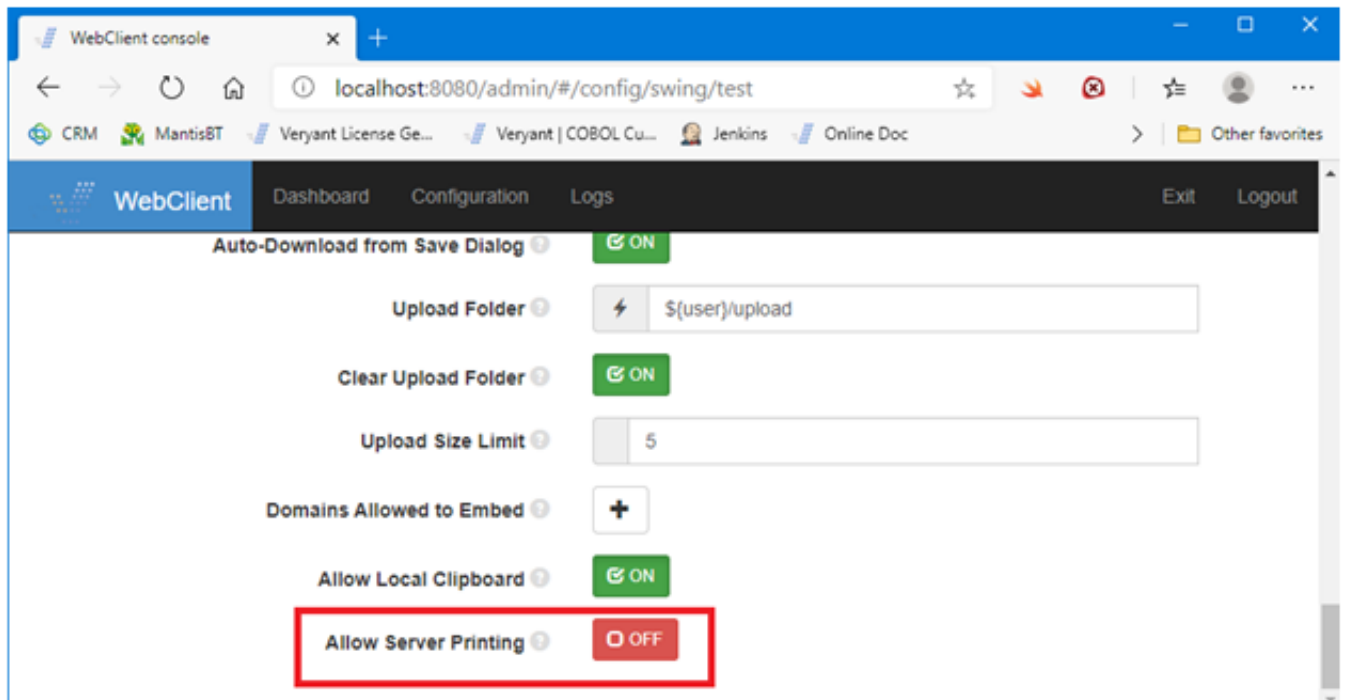 WebClient console
localhost:8080/admin/#/config/swing/test
CRM MantisBT Veryant License Ge... Veryant | COBOL Cu... Jenkins Online Doc Other favorites
WebClient Dashboard Configuration Logs Exit Logout
Auto-Download from Save Dialog ? ON
Upload Folder ? ${user}/upload
Clear Upload Folder ? ON
Upload Size Limit ? 5
Domains Allowed to Embed ?
Allow Local Clipboard ? ON
Allow Server Printing ? OFF